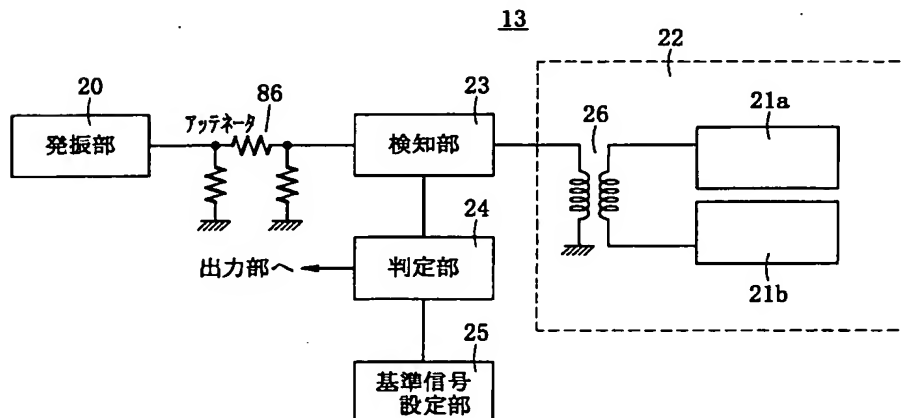 13
22
20
86
23
21a
アッテネータ
26
発振部
検知部
24
出力部へ
判定部
21b
25
基準信号
設定部